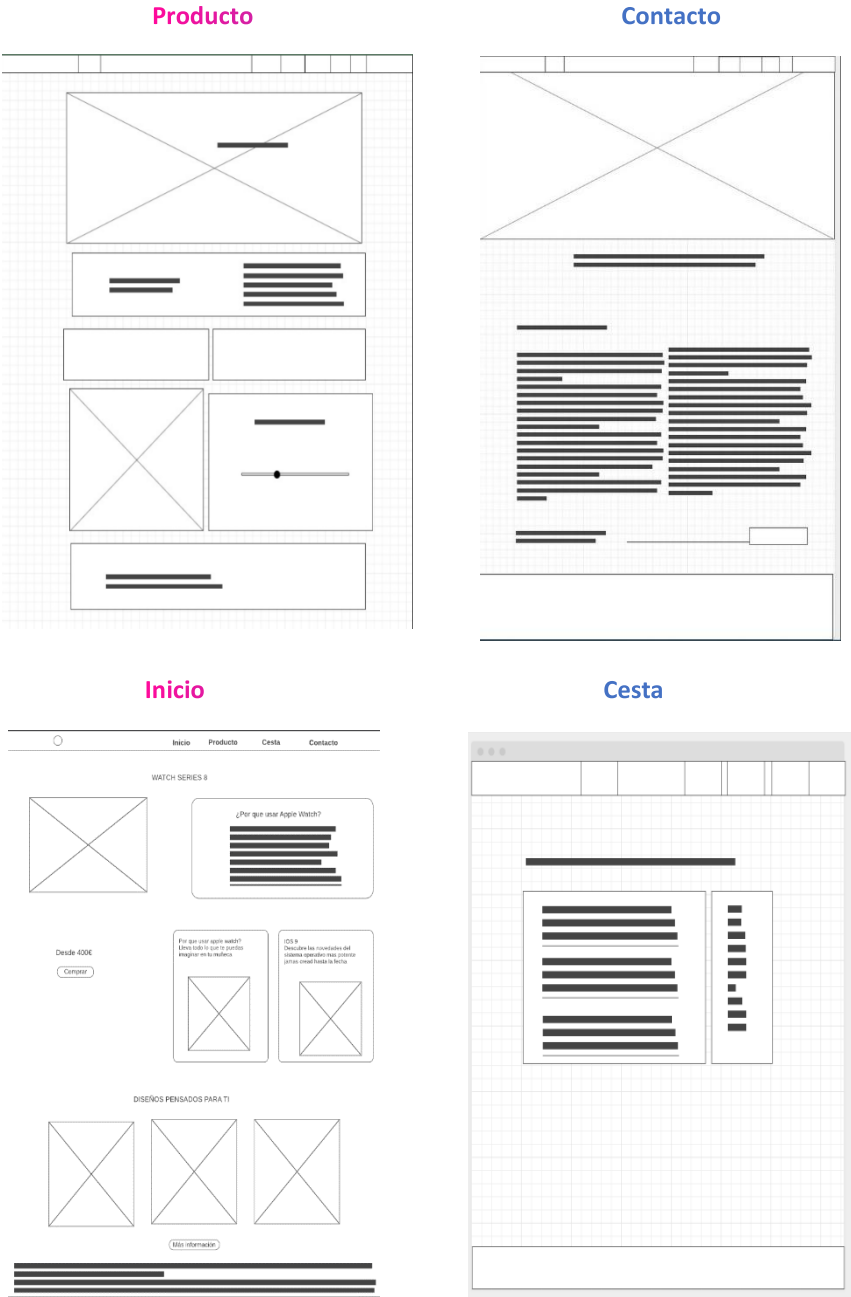 Producto
Contacto
Inicio
Cesta
Inicio Producto Cesta Contacto
WATCH SERIES 8
¿Por que usar Apple Watch?
Desde 400€
Comprar
Por que usar apple watch?
Lleva todo lo que te puedas
imaginar en tu muñeca
iOS 9
Descubre las novedades del
sistema operativo mas potente
jamas cread hasta la fecha
DISEÑOS PENSADOS PARA TI
Más información